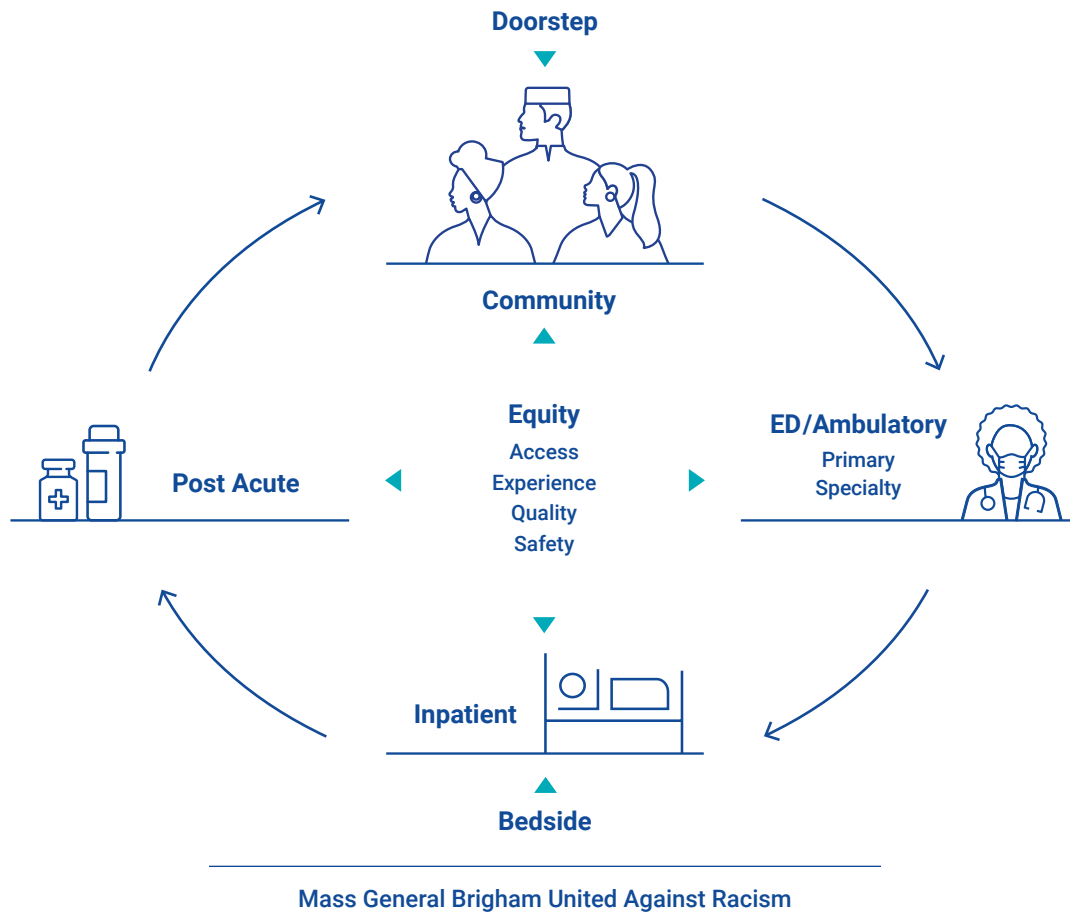 Doorstep
Community
Equity
Access
Experience
Quality
Safety
ED/Ambulatory
Primary
Specialty
Post Acute
Inpatient
Bedside
Mass General Brigham United Against Racism